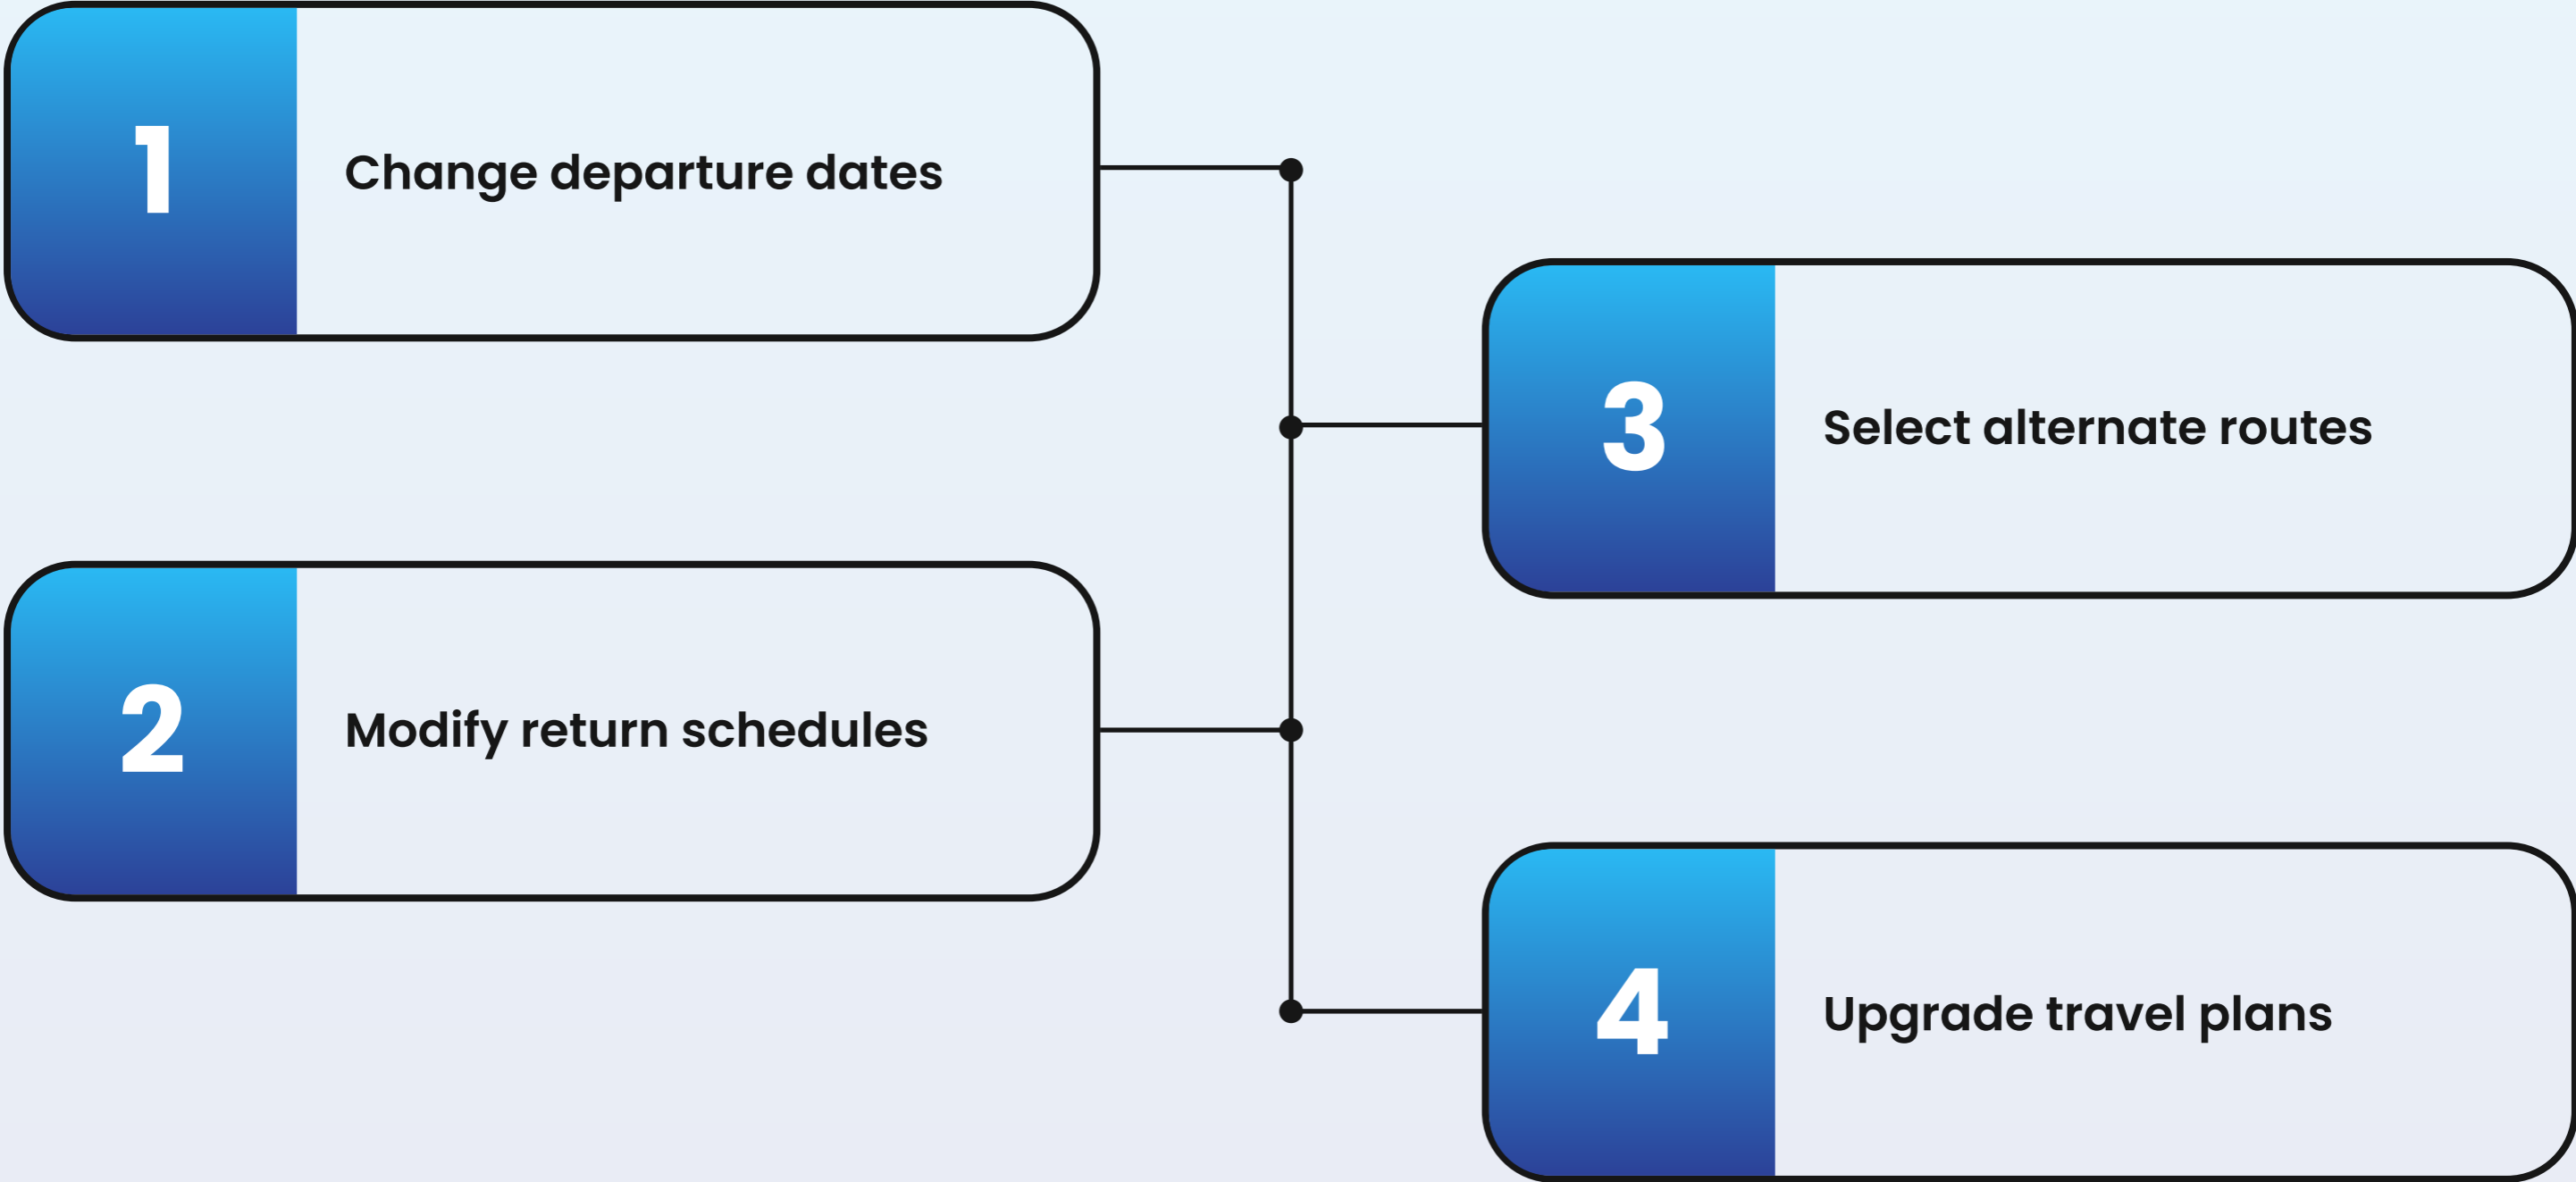 1
Change departure dates
2
Modify return schedules
3
Select alternate routes
4
Upgrade travel plans